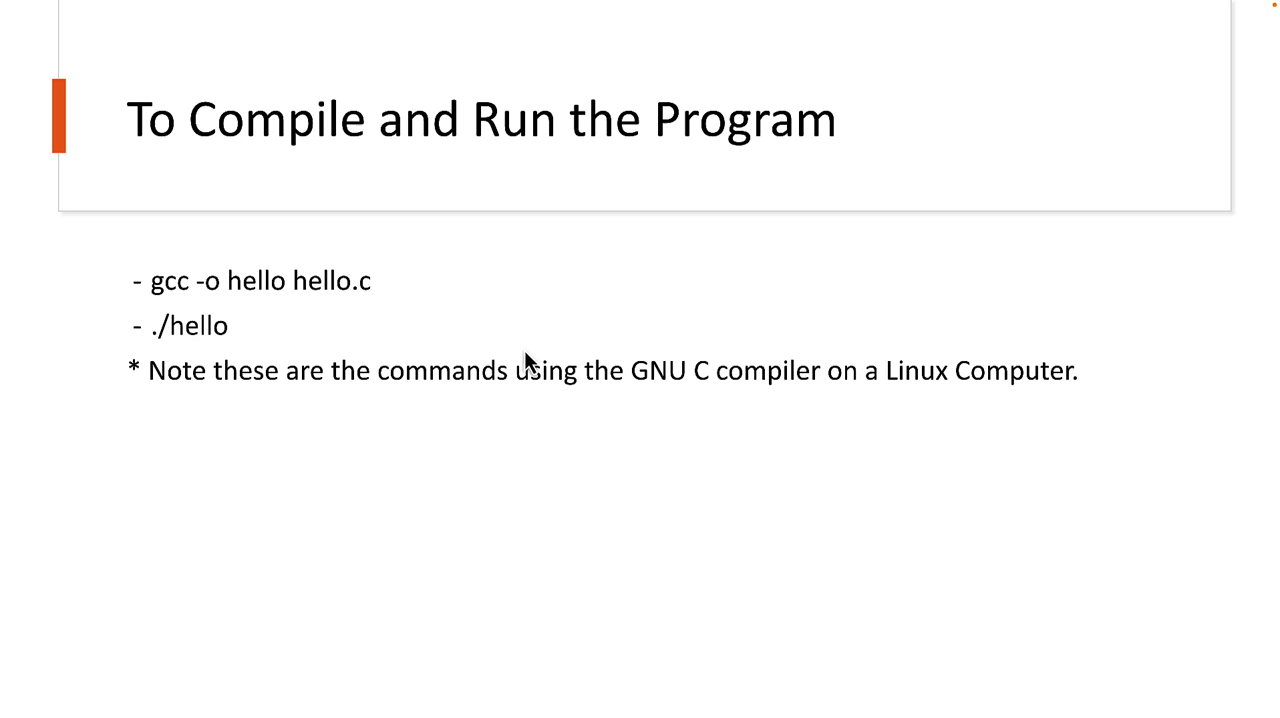 To Compile and Run the Program
- gcc -o hello hello.c
- ./hello
* Note these are the commands using the GNU C compiler on a Linux Computer.